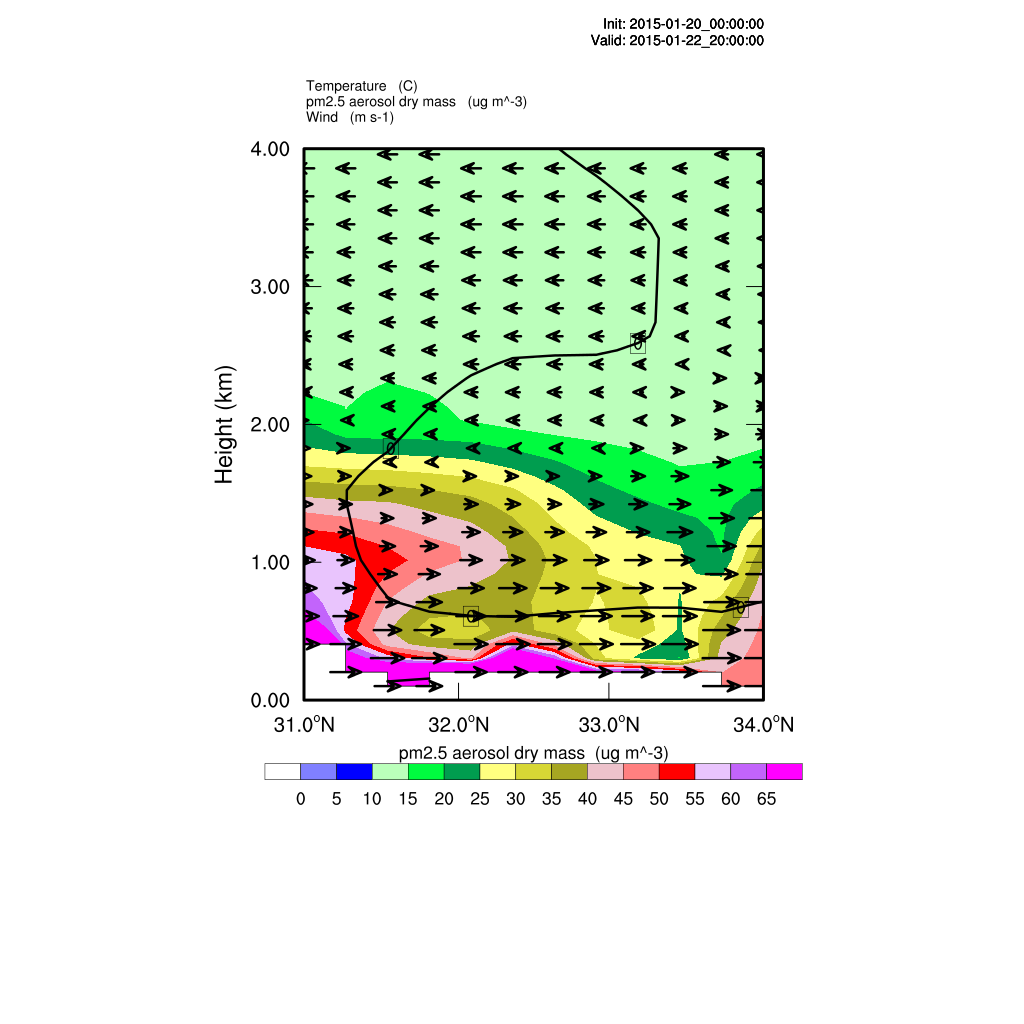 Init: 2015-01-20_00:00:00
Valid: 2015-01-22_20:00:00
Temperature (C)
pm2.5 aerosol dry mass (ug m^-3)
Wind (m s-1)
4.00
3.00
2.00
1.00
0.00
Height (km)
0
0
0
0
31.0°N 32.0°N 33.0°N 34.0°N
pm2.5 aerosol dry mass (ug m^-3)
0 5 10 15 20 25 30 35 40 45 50 55 60 65